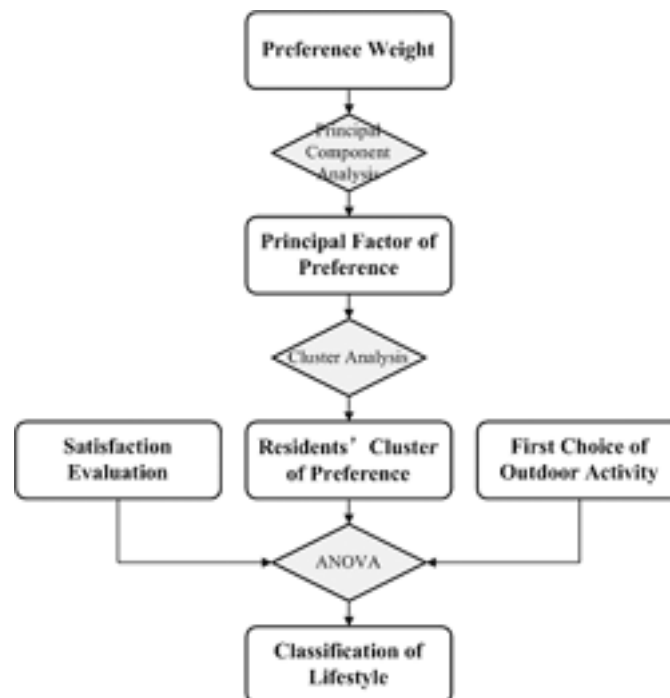 Preference Weight
Principal
Component
Analysis
Principal Factor of
Preference
Cluster Analysis
Satisfaction
Evaluation
Residents’ Cluster
of Preference
First Choice of
Outdoor Activity
ANOVA
Classification of
Lifestyle